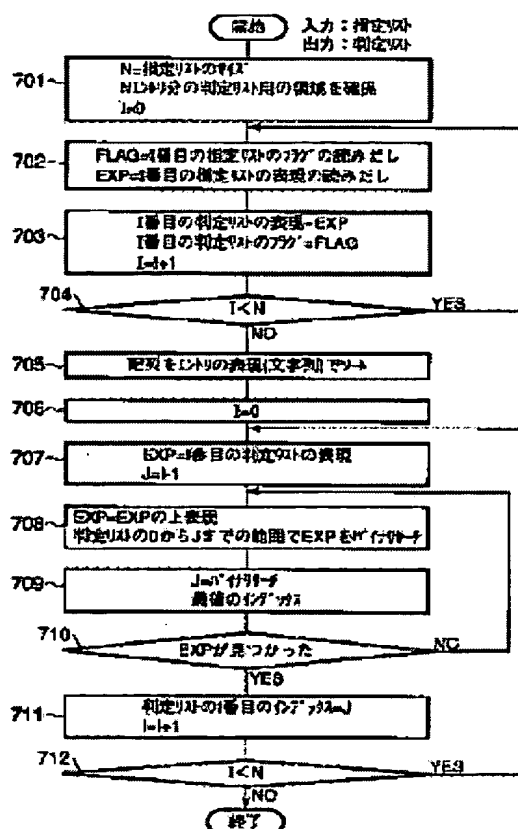 開始
入力:指定リスト
出力:判定リスト
701
N=指定リストのサイズ
Nエントリ分の判定リスト用の領域を確保
I=0
702
FLAG=I番目の指定リストのフラグの読みだし
EXP=I番目の指定リストの表現の読みだし
703
I番目の判定リストの表現=EXP
I番目の判定リストのフラグ=FLAG
I=I+1
704
I<N
YES
NO
705
配列をエントリの表現(文字列)でソート
706
I=0
707
EXP=I番目の判定リストの表現
J=I-1
708
EXP=EXPの上表現
判定リストの0からJまでの範囲でEXPをバイナリサーチ
709
J=バイナリサーチ
最後のインデックス
710
EXPが見つかった
NO
YES
711
判定リストのI番目のインデックス=J
I=I+1
712
I<N
YES
NO
終了